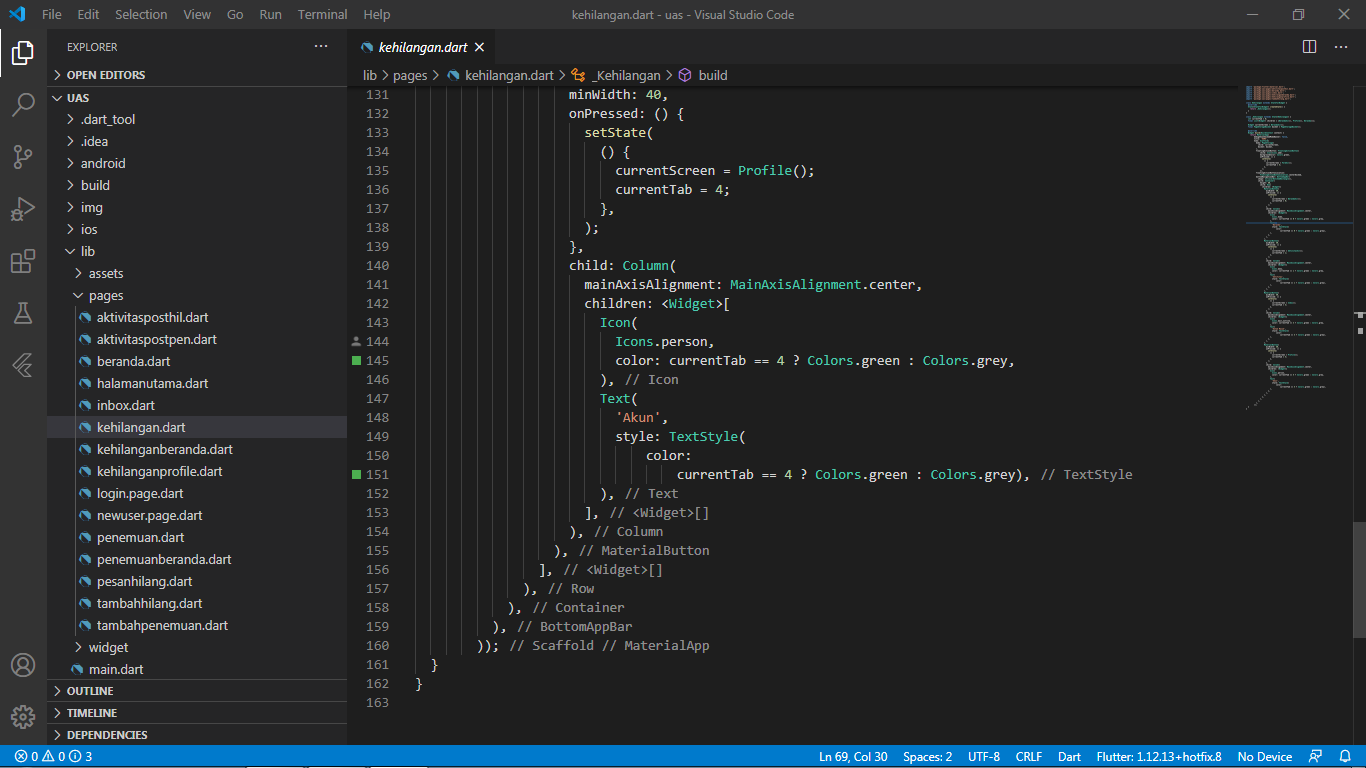 File Edit Selection View Go Run Terminal Help
kehilangan.dart - uas - Visual Studio Code
EXPLORER
OPEN EDITORS
UAS
.dart_tool
.idea
android
build
img
ios
lib
assets
pages
aktivitasposthil.dart
aktivitaspostpen.dart
beranda.dart
halamanutama.dart
inbox.dart
kehilangan.dart
kehilanganberanda.dart
kehilanganprofile.dart
login.page.dart
newuser.page.dart
penemuan.dart
penemuanberanda.dart
pesanhilang.dart
tambahhilang.dart
tambahpenemuan.dart
widget
main.dart
OUTLINE
TIMELINE
DEPENDENCIES
kehilangan.dart
lib > pages > kehilangan.dart > _Kehilangan > build
131 minWidth: 40,
132 onPressed: () {
133 setState(
134 () {
135 currentScreen = Profile();
136 currentTab = 4;
137 },
138 );
139 },
140 child: Column(
141 mainAxisAlignment: MainAxisAlignment.center,
142 children: <Widget>[
143 Icon(
144 Icons.person,
145 color: currentTab == 4 ? Colors.green : Colors.grey,
146 ), // Icon
147 Text(
148 'Akun',
149 style: TextStyle(
150 color:
151 currentTab == 4 ? Colors.green : Colors.grey), // TextStyle
152 ), // Text
153 ], // <Widget>[]
154 ), // Column
155 ), // MaterialButton
156 ], // <Widget>[]
157 ), // Row
158 ), // Container
159 ), // BottomAppBar
160 )); // Scaffold // MaterialApp
161 }
162 }
163
0 0 3
Ln 69, Col 30 Spaces: 2 UTF-8 CRLF Dart Flutter: 1.12.13+hotfix.8 No Device